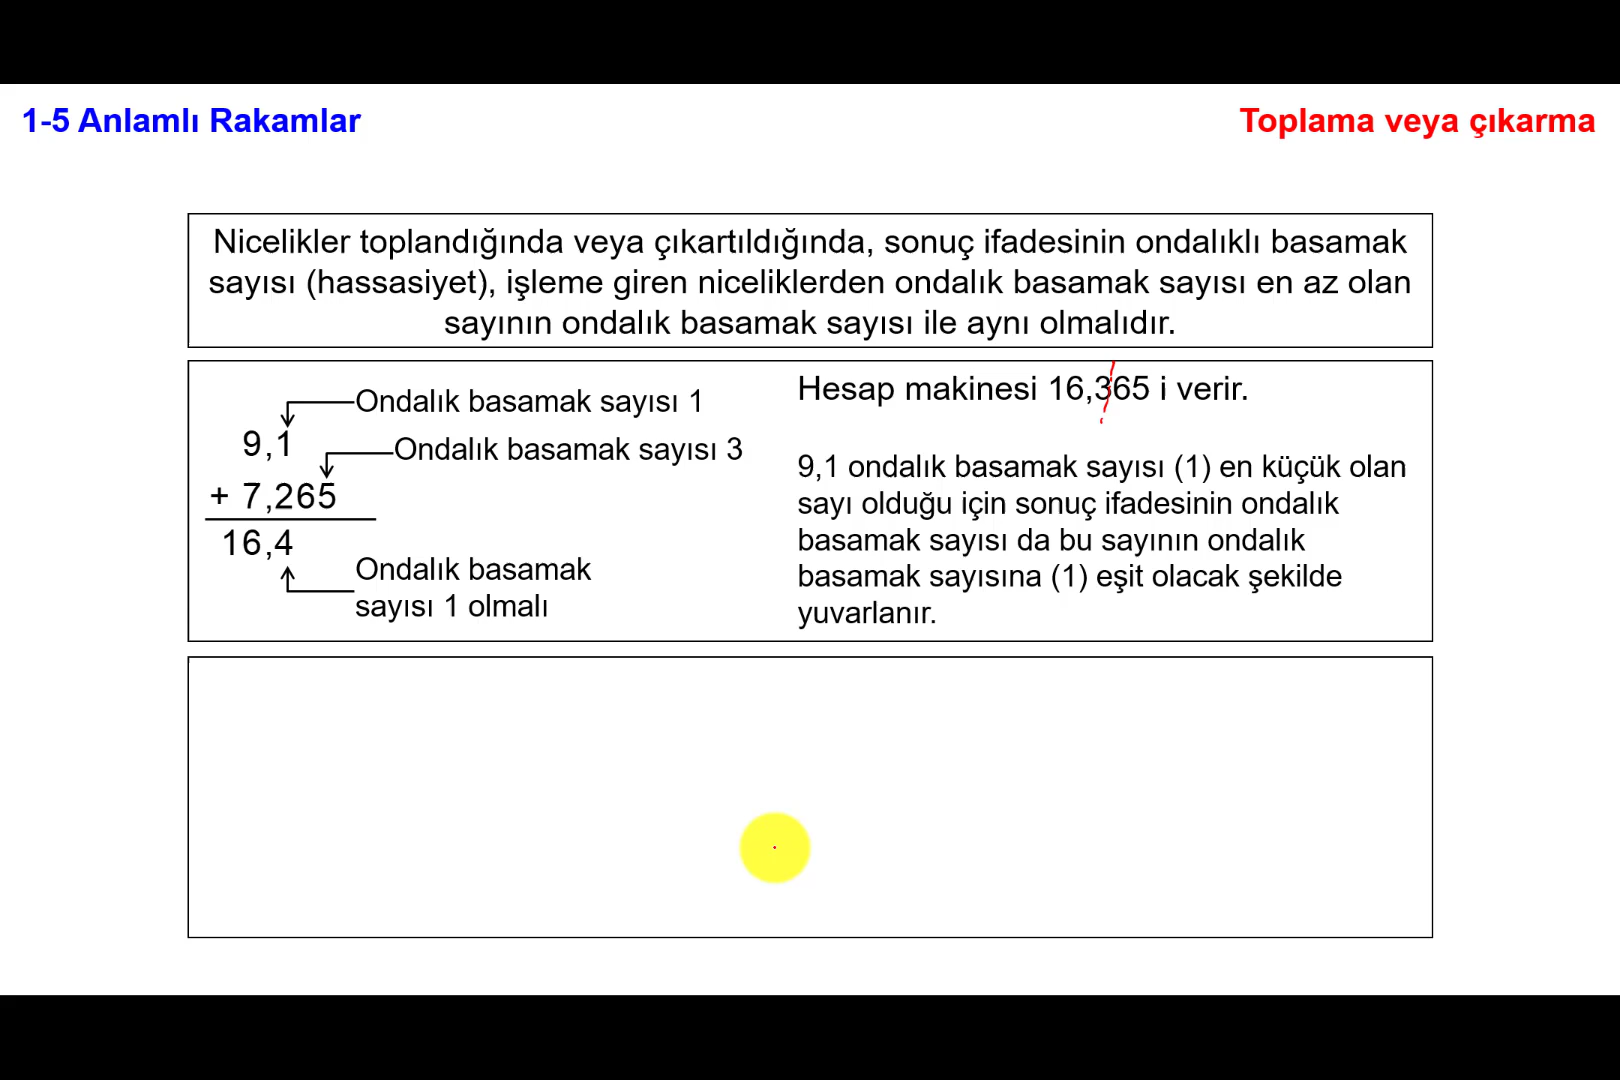 1-5 Anlamlı Rakamlar
Toplama veya çıkarma
Nicelikler toplandığında veya çıkartıldığında, sonuç ifadesinin ondalıklı basamak
sayısı (hassasiyet), işleme giren niceliklerden ondalık basamak sayısı en az olan
sayının ondalık basamak sayısı ile aynı olmalıdır.
Ondalık basamak sayısı 1
9,1
Ondalık basamak sayısı 3
+ 7,265
16,4
Ondalık basamak
sayısı 1 olmalı
Hesap makinesi 16,365 i verir.
9,1 ondalık basamak sayısı (1) en küçük olan
sayı olduğu için sonuç ifadesinin ondalık
basamak sayısı da bu sayının ondalık
basamak sayısına (1) eşit olacak şekilde
yuvarlanır.